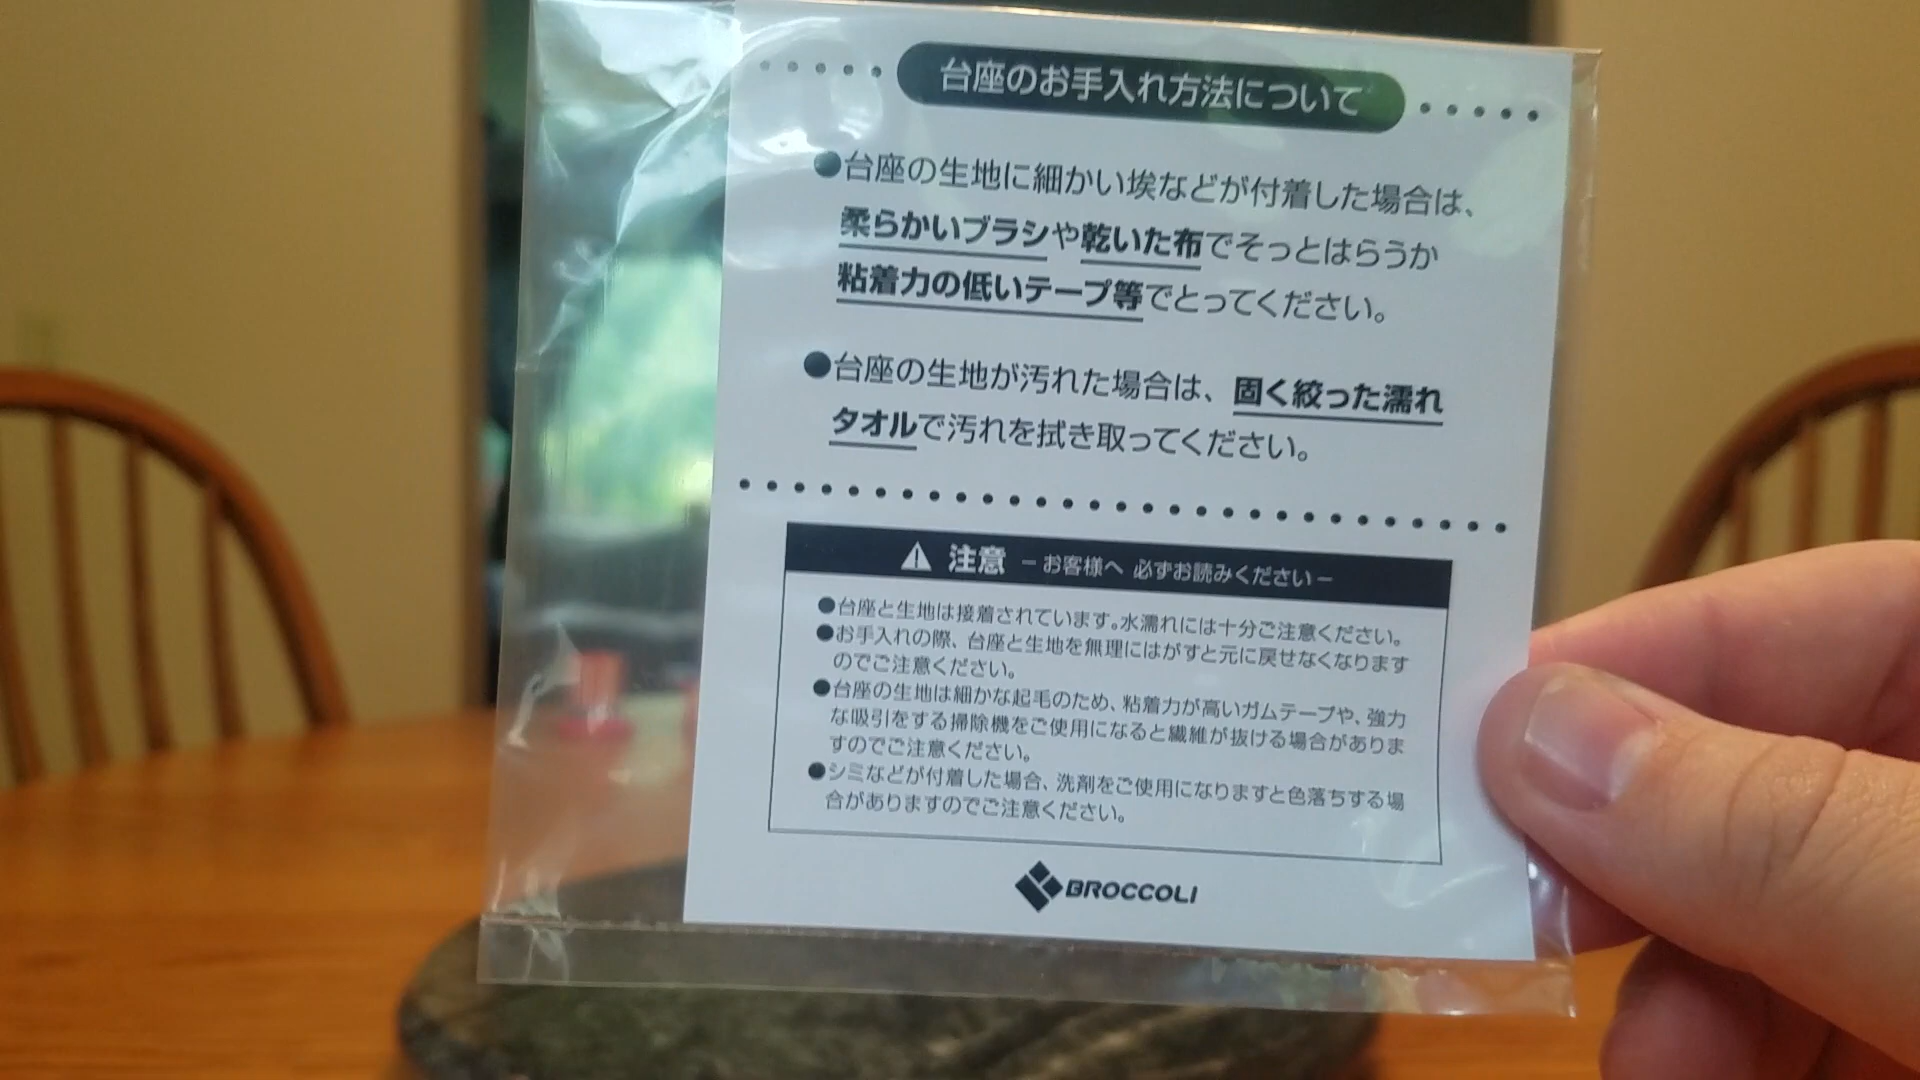 台座のお手入れ方法について
●台座の生地に細かい埃などが付着した場合は、
柔らかいブラシや乾いた布でそっとはらうか
粘着力の低いテープ等でとってください。
●台座の生地が汚れた場合は、固く絞った濡れ
タオルで汚れを拭き取ってください。
注意 －お客様へ 必ずお読みください－
●台座と生地は接着されています。水濡れには十分ご注意ください。
●お手入れの際、台座と生地を無理にはがすと元に戻せなくなります
のでご注意ください。
●台座の生地は細かな起毛のため、粘着力が高いガムテープや、強力
な吸引をする掃除機をご使用になると繊維が抜ける場合がありま
すのでご注意ください。
●シミなどが付着した場合、洗剤をご使用になりますと色落ちする場
合がありますのでご注意ください。
BROCCOLI